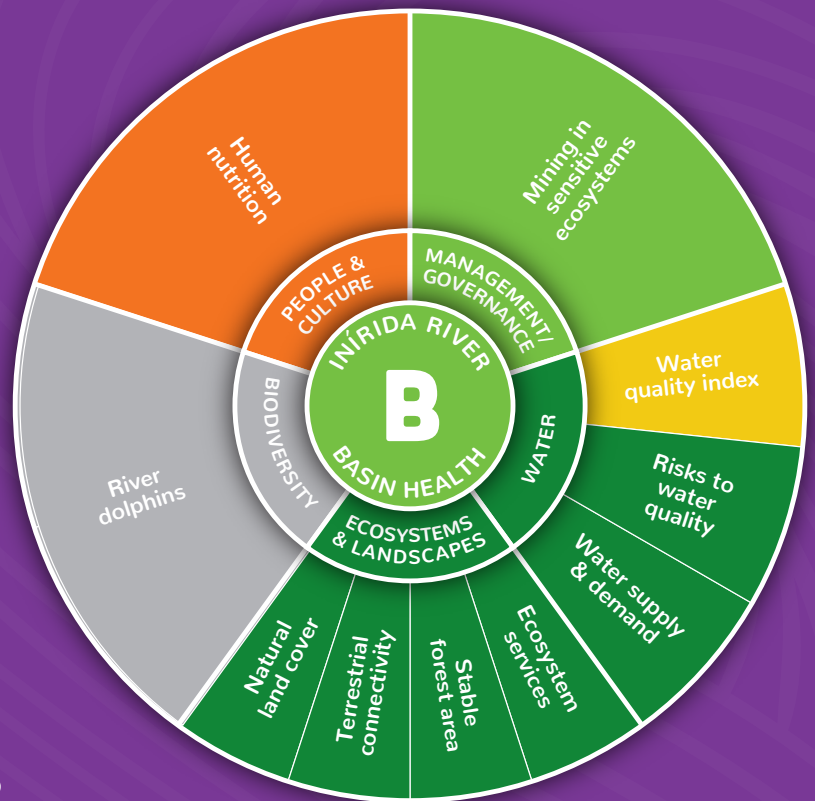 INÍRIDA RIVER
B
BASIN HEALTH
MANAGEMENT/
GOVERNANCE
Mining in
sensitive
ecosystems
WATER
Water
quality index
Risks to
water
quality
Water supply
& demand
ECOSYSTEMS
& LANDSCAPES
Ecosystem
services
Stable
forest area
Terrestrial
connectivity
Natural
land cover
BIODIVERSITY
River
dolphins
PEOPLE &
CULTURE
Human
nutrition